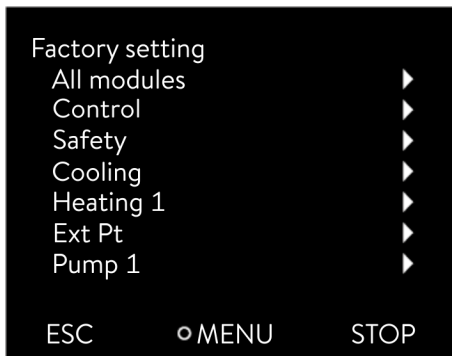 Factory setting
All modules
Control
Safety
Cooling
Heating 1
Ext Pt
Pump 1
ESC MENU STOP